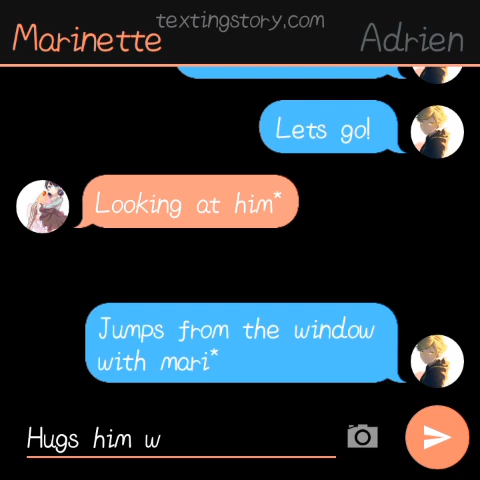 textingstory.com
Marinette
Adrien
Lets go!
Looking at him*
Jumps from the window
with mari*
Hugs him w